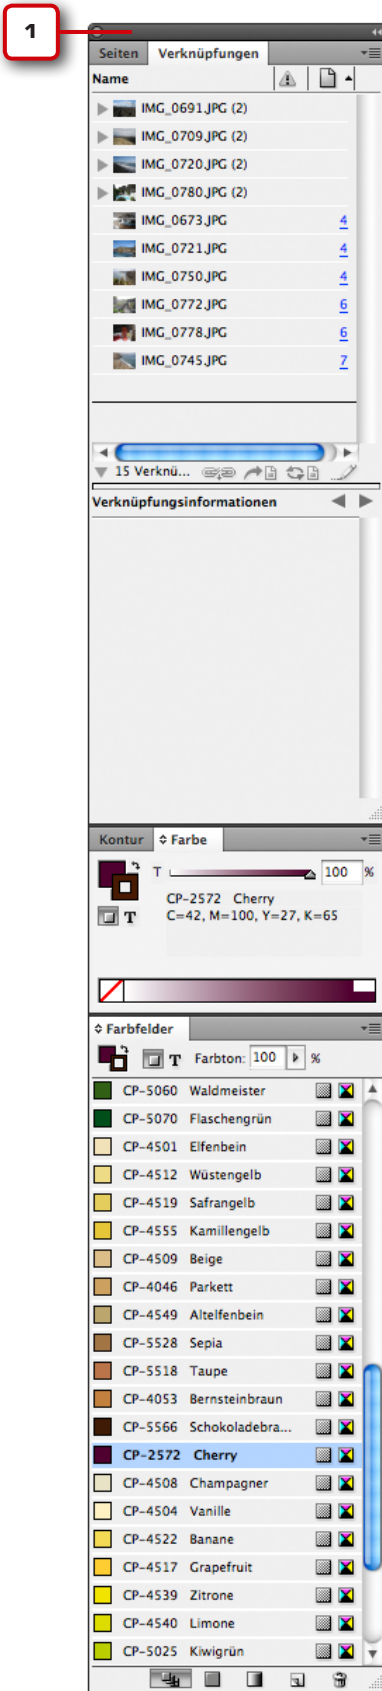 1
Seiten Verknüpfungen
Name
IMG_0691.JPG (2)
IMG_0709.JPG (2)
IMG_0720.JPG (2)
IMG_0780.JPG (2)
IMG_0673.JPG 4
IMG_0721.JPG 4
IMG_0750.JPG 4
IMG_0772.JPG 6
IMG_0778.JPG 6
IMG_0745.JPG 7
15 Verknü...
Verknüpfungsinformationen
Kontur Farbe
T 100 %
CP-2572 Cherry
T C=42, M=100, Y=27, K=65
Farbfelder
T Farbton: 100 %
CP-5060 Waldmeister
CP-5070 Flaschengrün
CP-4501 Elfenbein
CP-4512 Wüstengelb
CP-4519 Safrangelb
CP-4555 Kamillengelb
CP-4509 Beige
CP-4046 Parkett
CP-4549 Altelfenbein
CP-5528 Sepia
CP-5518 Taupe
CP-4053 Bernsteinbraun
CP-5566 Schokoladebra...
CP-2572 Cherry
CP-4508 Champagner
CP-4504 Vanille
CP-4522 Banane
CP-4517 Grapefruit
CP-4539 Zitrone
CP-4540 Limone
CP-5025 Kiwigrün